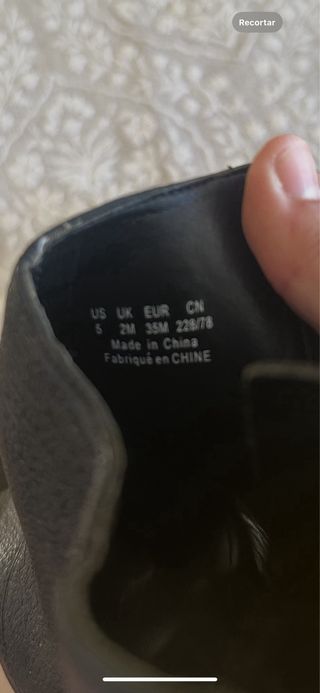 Recortar
US UK EUR CN
5 2M 35M 228/78
Made in China
Fabriqué en CHINE